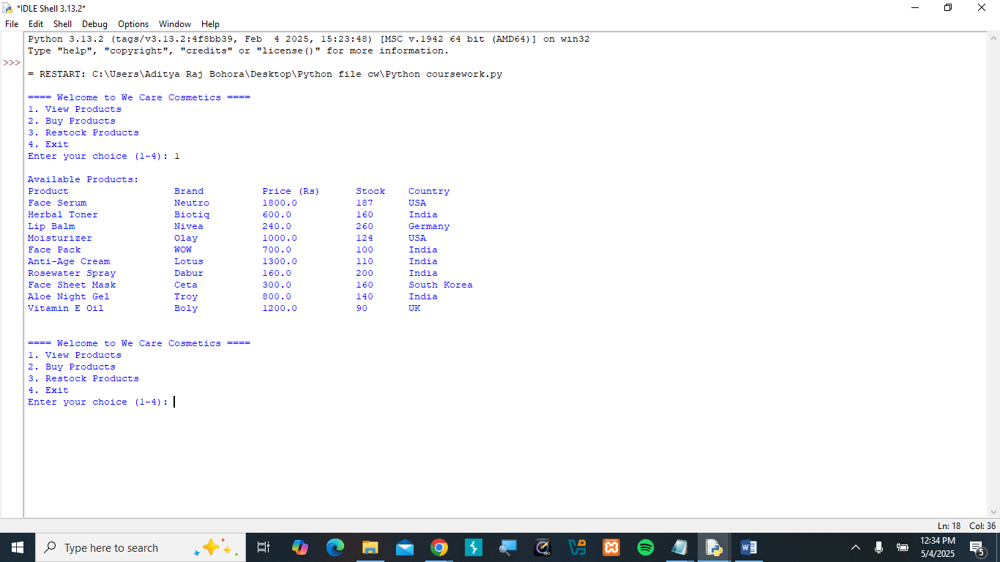 *IDLE Shell 3.13.2*
File Edit Shell Debug Options Window Help
Python 3.13.2 (tags/v3.13.2:4f8bb39, Feb  4 2025, 15:23:48) [MSC v.1942 64 bit (AMD64)] on win32
Type "help", "copyright", "credits" or "license()" for more information.
>>>
= RESTART: C:\Users\Aditya Raj Bohora\Desktop\Python file cw\Python coursework.py
==== Welcome to We Care Cosmetics ====
1. View Products
2. Buy Products
3. Restock Products
4. Exit
Enter your choice (1-4): 1
Available Products:
Product Brand Price (Rs) Stock Country
Face Serum Neutro 1800.0 187 USA
Herbal Toner Biotiq 600.0 160 India
Lip Balm Nivea 240.0 260 Germany
Moisturizer Olay 1000.0 124 USA
Face Pack WOW 700.0 100 India
Anti-Age Cream Lotus 1300.0 110 India
Rosewater Spray Dabur 160.0 200 India
Face Sheet Mask Ceta 300.0 160 South Korea
Aloe Night Gel Troy 800.0 140 India
Vitamin E Oil Boly 1200.0 90 UK
==== Welcome to We Care Cosmetics ====
1. View Products
2. Buy Products
3. Restock Products
4. Exit
Enter your choice (1-4):
Ln: 18 Col: 36
Type here to search
12:34 PM
5/4/2025
5